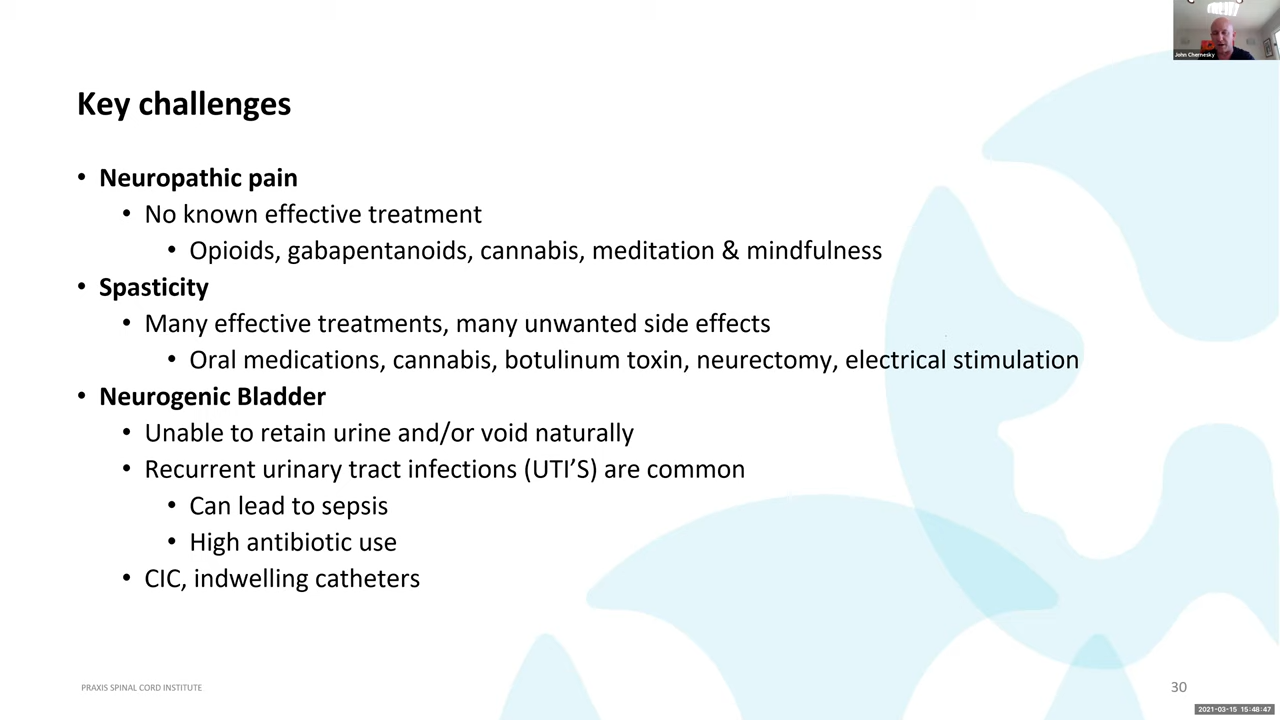 John Chernesky
Key challenges
• Neuropathic pain
• No known effective treatment
• Opioids, gabapentanoids, cannabis, meditation & mindfulness
• Spasticity
• Many effective treatments, many unwanted side effects
• Oral medications, cannabis, botulinum toxin, neurectomy, electrical stimulation
• Neurogenic Bladder
• Unable to retain urine and/or void naturally
• Recurrent urinary tract infections (UTI’S) are common
• Can lead to sepsis
• High antibiotic use
• CIC, indwelling catheters
PRAXIS SPINAL CORD INSTITUTE
30
2021-03-15 15:48:47